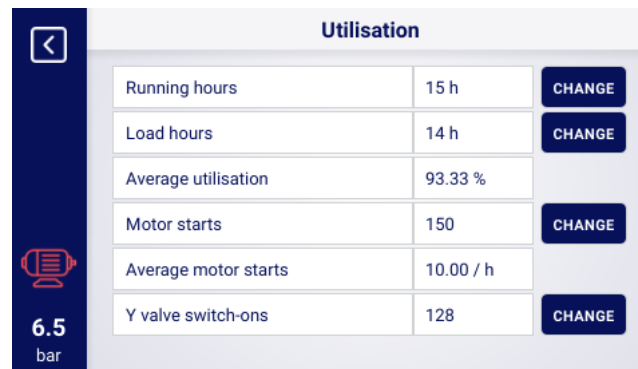 Utilisation
Running hours 15 h CHANGE
Load hours 14 h CHANGE
Average utilisation 93.33 %
Motor starts 150 CHANGE
Average motor starts 10.00 / h
Y valve switch-ons 128 CHANGE
6.5
bar